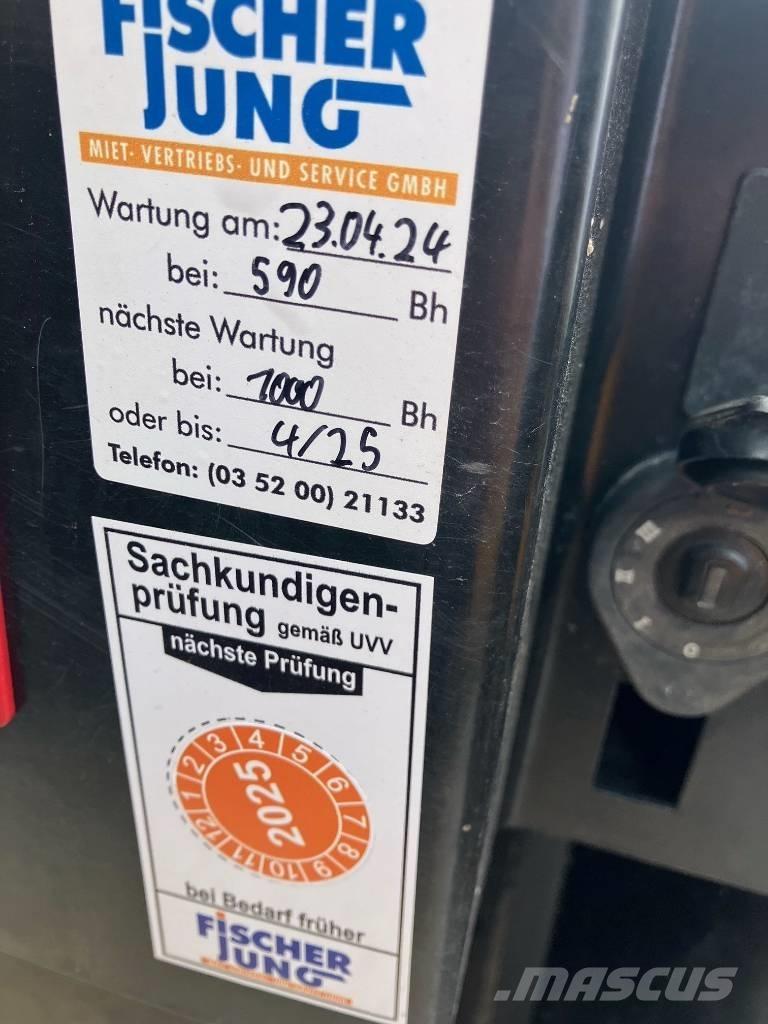 FISCHER
JUNG
MIET- VERTRIEBS- UND SERVICE GMBH
Wartung am: 23.04.24
bei: 590 Bh
nächste Wartung
bei: 1000 Bh
oder bis: 4/25
Telefon: (03 52 00) 21133
Sachkundigen-
prüfung gemäß UVV
nächste Prüfung
1 2 3 4 5 6 7 8 9 10 11 12
2025
bei Bedarf früher
FISCHER
JUNG
I
O
.MASCUS